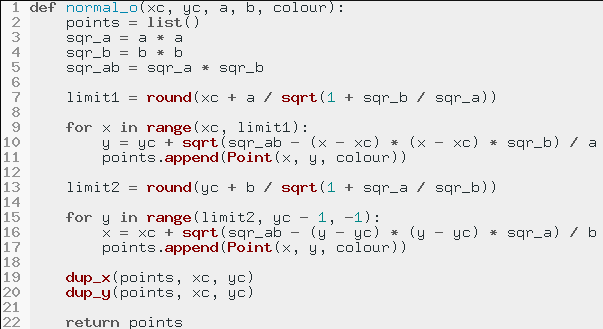 1 def normal_o(xc, yc, a, b, colour):
2     points = list()
3     sqr_a = a * a
4     sqr_b = b * b
5     sqr_ab = sqr_a * sqr_b
6
7     limit1 = round(xc + a / sqrt(1 + sqr_b / sqr_a))
8
9     for x in range(xc, limit1):
10         y = yc + sqrt(sqr_ab - (x - xc) * (x - xc) * sqr_b) / a
11         points.append(Point(x, y, colour))
12
13     limit2 = round(yc + b / sqrt(1 + sqr_a / sqr_b))
14
15     for y in range(limit2, yc - 1, -1):
16         x = xc + sqrt(sqr_ab - (y - yc) * (y - yc) * sqr_a) / b
17         points.append(Point(x, y, colour))
18
19     dup_x(points, xc, yc)
20     dup_y(points, xc, yc)
21
22     return points